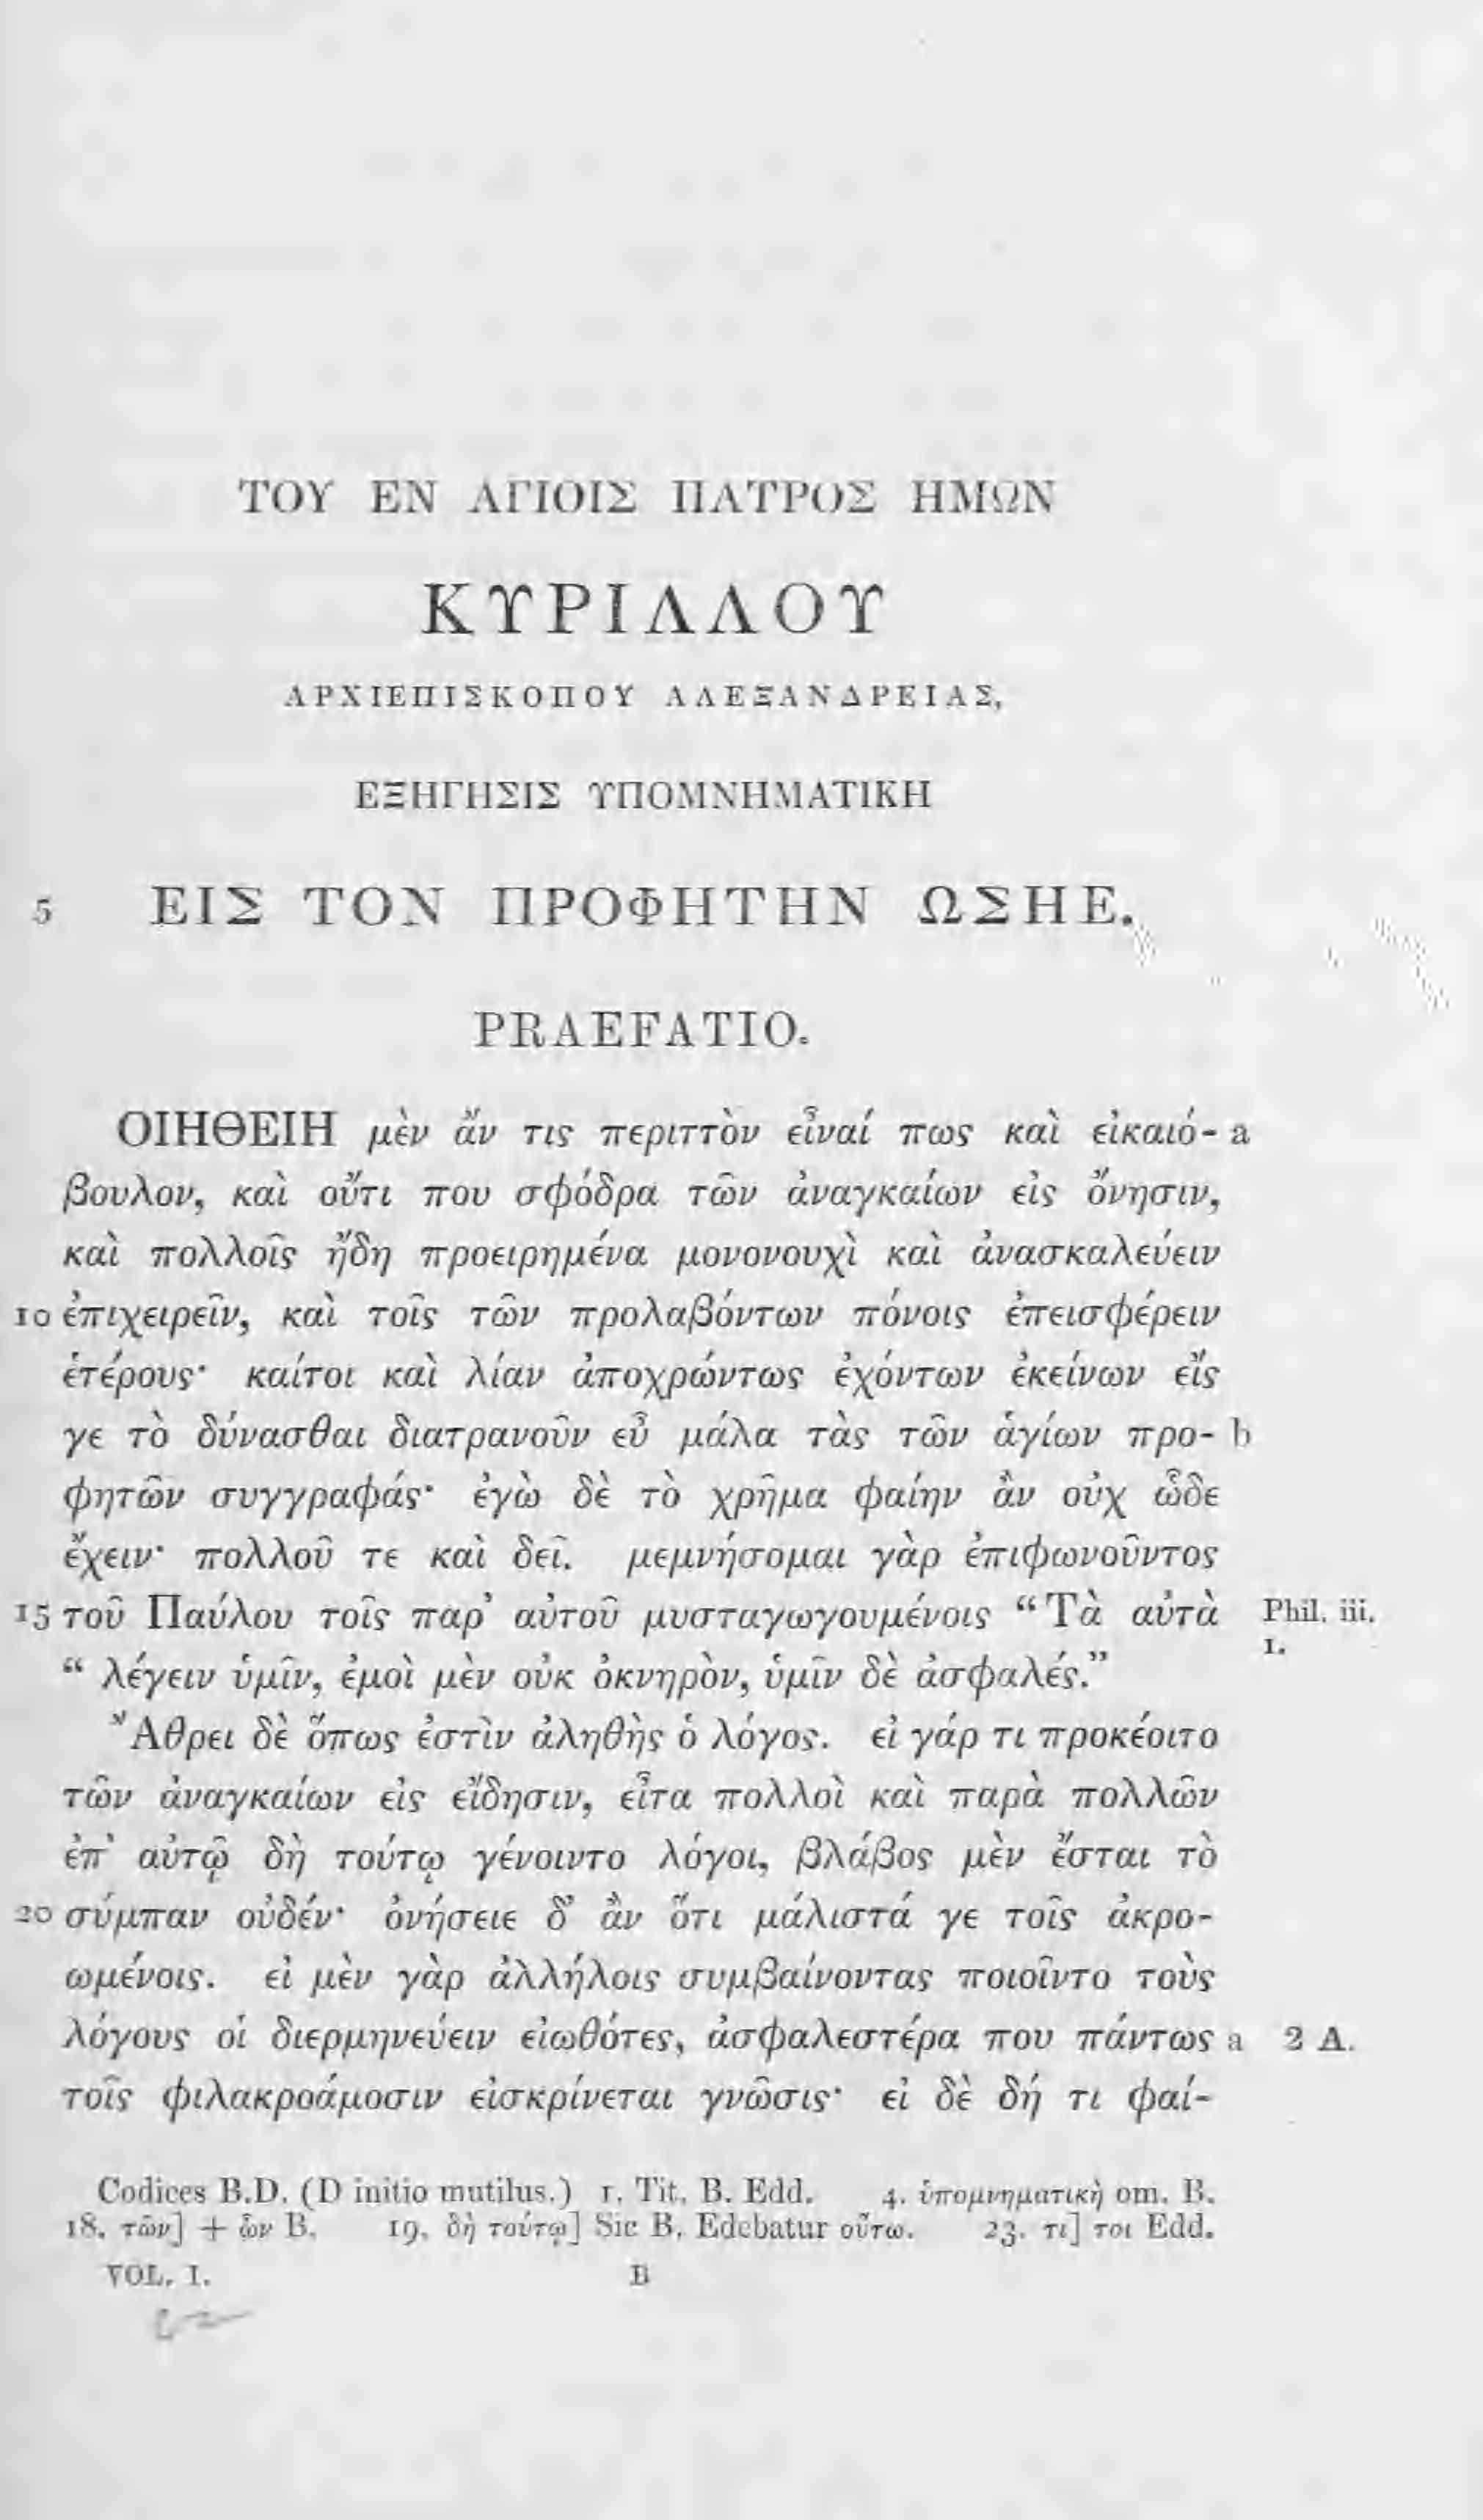 ΤΟΥ ΕΝ ΑΓΙΟΙΣ ΠΑΤΡΟΣ ΗΜΩΝ
ΚΥΡΙΛΛΟΥ
ΑΡΧΙΕΠΙΣΚΟΠΟΥ ΑΛΕΞΑΝΔΡΕΙΑΣ,
ΕΞΗΓΗΣΙΣ ΥΠΟΜΝΗΜΑΤΙΚΗ
5 ΕΙΣ ΤΟΝ ΠΡΟΦΗΤΗΝ ΩΣΗΕ.
PRAEFATIO.
ΟΙΗΘΕΙΗ μὲν ἄν τις περιττὸν εἶναί πως καὶ εἰκαιό- a
βουλον, καὶ οὔτι που σφόδρα τῶν ἀναγκαίων εἰς ὄνησιν,
καὶ πολλοῖς ἤδη προειρημένα μονονουχὶ καὶ ἀνασκαλεύειν
10 ἐπιχειρεῖν, καὶ τοῖς τῶν προλαβόντων πόνοις ἐπεισφέρειν
ἑτέρους· καίτοι καὶ λίαν ἀποχρώντως ἐχόντων ἐκείνων εἴς
γε τὸ δύνασθαι διατρανοῦν εὖ μάλα τὰς τῶν ἁγίων προ- b
φητῶν συγγραφάς· ἐγὼ δὲ τὸ χρῆμα φαίην ἂν οὐχ ὧδε
ἔχειν· πολλοῦ τε καὶ δεῖ. μεμνήσομαι γὰρ ἐπιφωνοῦντος
15 τοῦ Παύλου τοῖς παρ’ αὐτοῦ μυσταγωγουμένοις “Τὰ αὐτὰ Phil. iii. 1.
“ λέγειν ὑμῖν, ἐμοὶ μὲν οὐκ ὀκνηρὸν, ὑμῖν δὲ ἀσφαλές.”
Ἄθρει δὲ ὅπως ἐστὶν ἀληθὴς ὁ λόγος. εἰ γάρ τι προκέοιτο
τῶν ἀναγκαίων εἰς εἴδησιν, εἶτα πολλοὶ καὶ παρὰ πολλῶν
ἐπ’ αὐτῷ δὴ τούτῳ γένοιντο λόγοι, βλάβος μὲν ἔσται τὸ
20 σύμπαν οὐδέν· ὀνήσειε δ’ ἂν ὅτι μάλιστά γε τοῖς ἀκρο-
ωμένοις. εἰ μὲν γὰρ ἀλλήλοις συμβαίνοντας ποιοῖντο τοὺς
λόγους οἱ διερμηνεύειν εἰωθότες, ἀσφαλεστέρα που πάντως a 2 A.
τοῖς φιλακροάμοσιν εἰσκρίνεται γνῶσις· εἰ δὲ δή τι φαί-
Codices B.D. (D initio mutilus.) 1. Tit. B. Edd. 4. ὑπομνηματικὴ om. B.
18. τῶν] + ὧν B. 19. δὴ τούτῳ] Sic B. Edebatur οὕτω. 23. τι] τοι Edd.
VOL. I. B